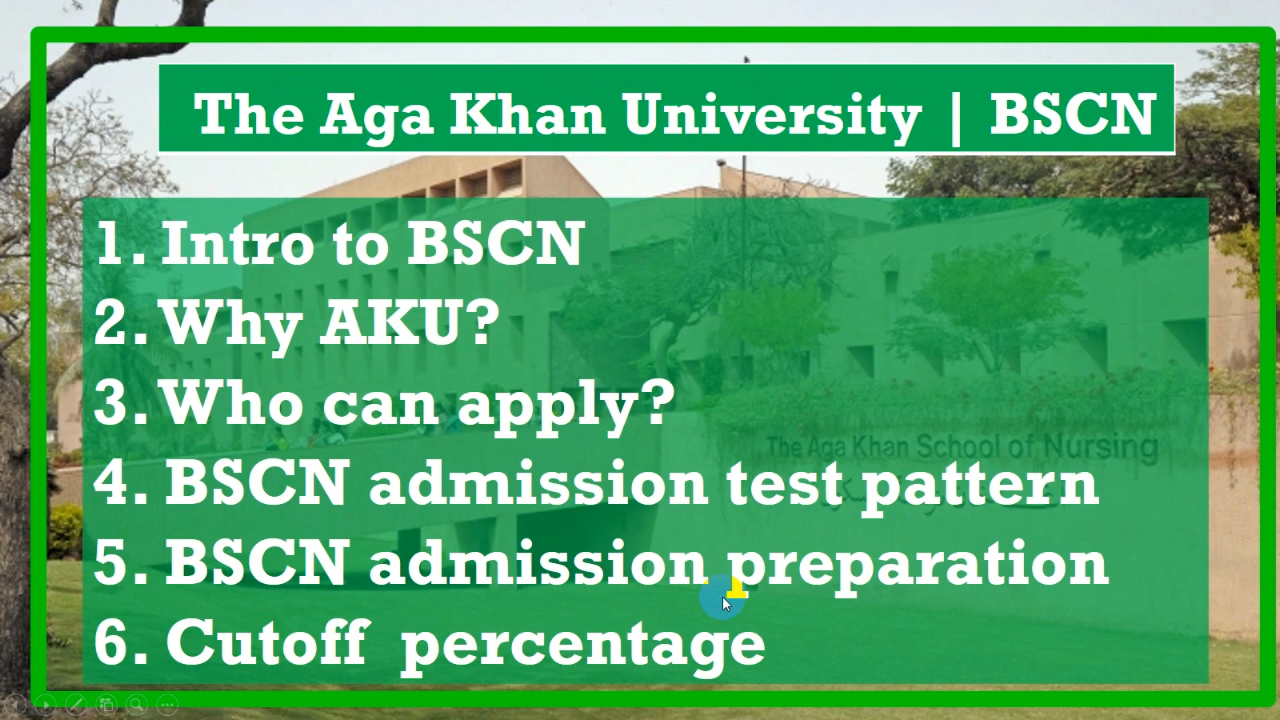 The Aga Khan University | BSCN
1. Intro to BSCN
2. Why AKU?
3. Who can apply?
The Aga Khan School of Nursing
4. BSCN admission test pattern
5. BSCN admission preparation
6. Cutoff percentage